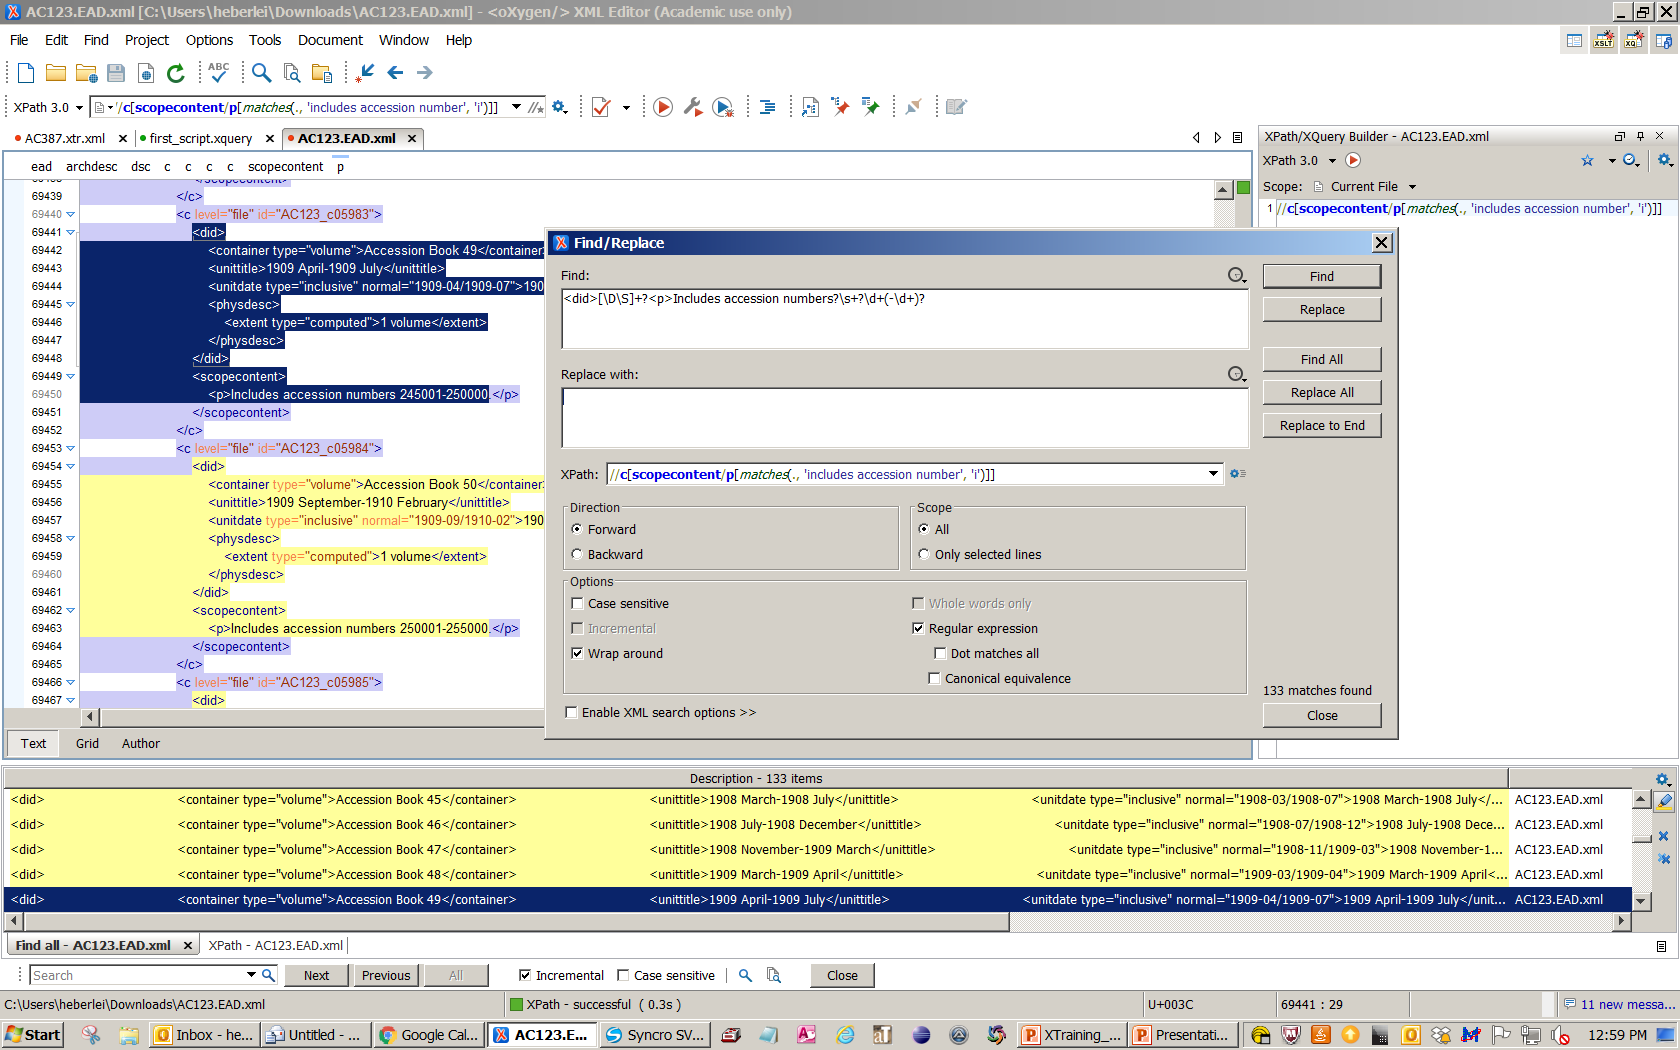 AC123.EAD.xml [C:\Users\heberlei\Downloads\AC123.EAD.xml] - <oXygen/> XML Editor (Academic use only)
File Edit Find Project Options Tools Document Window Help
XPath 3.0 //c[scopecontent/p[matches(., 'includes accession number', 'i')]]
AC387.xtr.xml first_script.xquery AC123.EAD.xml
ead archdesc dsc c c c c scopecontent p
69438 </scopecontent>
69439 </c>
69440 <c level="file" id="AC123_c05983">
69441 <did>
69442 <container type="volume">Accession Book 49</container>
69443 <unittitle>1909 April-1909 July</unittitle>
69444 <unitdate type="inclusive" normal="1909-04/1909-07">190
69445 <physdesc>
69446 <extent type="computed">1 volume</extent>
69447 </physdesc>
69448 </did>
69449 <scopecontent>
69450 <p>Includes accession numbers 245001-250000.</p>
69451 </scopecontent>
69452 </c>
69453 <c level="file" id="AC123_c05984">
69454 <did>
69455 <container type="volume">Accession Book 50</container>
69456 <unittitle>1909 September-1910 February</unittitle>
69457 <unitdate type="inclusive" normal="1909-09/1910-02">190
69458 <physdesc>
69459 <extent type="computed">1 volume</extent>
69460 </physdesc>
69461 </did>
69462 <scopecontent>
69463 <p>Includes accession numbers 250001-255000.</p>
69464 </scopecontent>
69465 </c>
69466 <c level="file" id="AC123_c05985">
69467 <did>
Text Grid Author
XPath/XQuery Builder - AC123.EAD.xml
XPath 3.0
Scope: Current File
1 //c[scopecontent/p[matches(., 'includes accession number', 'i')]]
Find/Replace
Find:
<did>[\D\S]+?<p>Includes accession numbers?\s+?\d+(-\d+)?
Replace with:
XPath: //c[scopecontent/p[matches(., 'includes accession number', 'i')]]
Direction
Forward
Backward
Scope
All
Only selected lines
Options
Case sensitive
Whole words only
Incremental
Regular expression
Wrap around
Dot matches all
Canonical equivalence
Enable XML search options >>
Find
Replace
Find All
Replace All
Replace to End
133 matches found
Close
Description - 133 items
<did> <container type="volume">Accession Book 45</container> <unittitle>1908 March-1908 July</unittitle> <unitdate type="inclusive" normal="1908-03/1908-07">1908 March-1908 July</... AC123.EAD.xml
<did> <container type="volume">Accession Book 46</container> <unittitle>1908 July-1908 December</unittitle> <unitdate type="inclusive" normal="1908-07/1908-12">1908 July-1908 Dece... AC123.EAD.xml
<did> <container type="volume">Accession Book 47</container> <unittitle>1908 November-1909 March</unittitle> <unitdate type="inclusive" normal="1908-11/1909-03">1908 November-1... AC123.EAD.xml
<did> <container type="volume">Accession Book 48</container> <unittitle>1909 March-1909 April</unittitle> <unitdate type="inclusive" normal="1909-03/1909-04">1909 March-1909 April<... AC123.EAD.xml
<did> <container type="volume">Accession Book 49</container> <unittitle>1909 April-1909 July</unittitle> <unitdate type="inclusive" normal="1909-04/1909-07">1909 April-1909 July</unit... AC123.EAD.xml
Find all - AC123.EAD.xml XPath - AC123.EAD.xml
Search Next Previous All Incremental Case sensitive Close
C:\Users\heberlei\Downloads\AC123.EAD.xml XPath - successful ( 0.3s ) U+003C 69441 : 29 11 new messa...
Start Inbox - he... Untitled - ... Google Cal... AC123.E... Syncro SV... XTraining_... Presentati... 12:59 PM